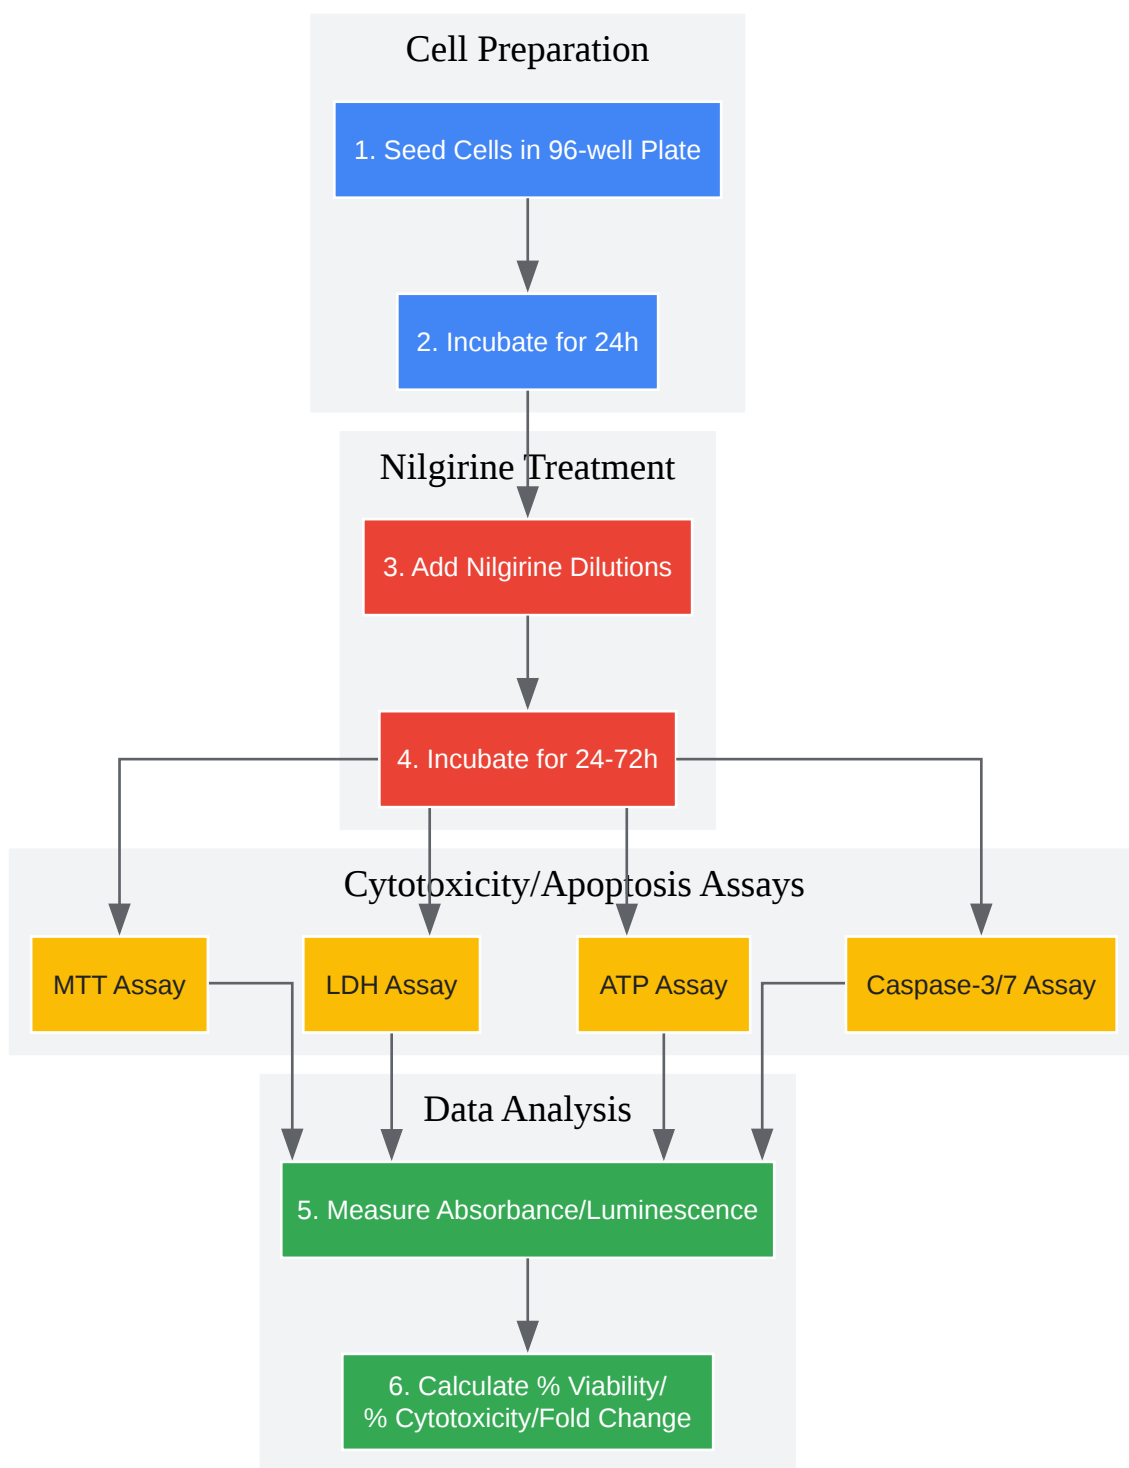 Cell Preparation
1. Seed Cells in 96-well Plate
2. Incubate for 24h
Nilgirine Treatment
3. Add Nilgirine Dilutions
4. Incubate for 24-72h
Cytotoxicity/Apoptosis Assays
MTT Assay
LDH Assay
ATP Assay
Caspase-3/7 Assay
Data Analysis
5. Measure Absorbance/Luminescence
6. Calculate % Viability/
% Cytotoxicity/Fold Change